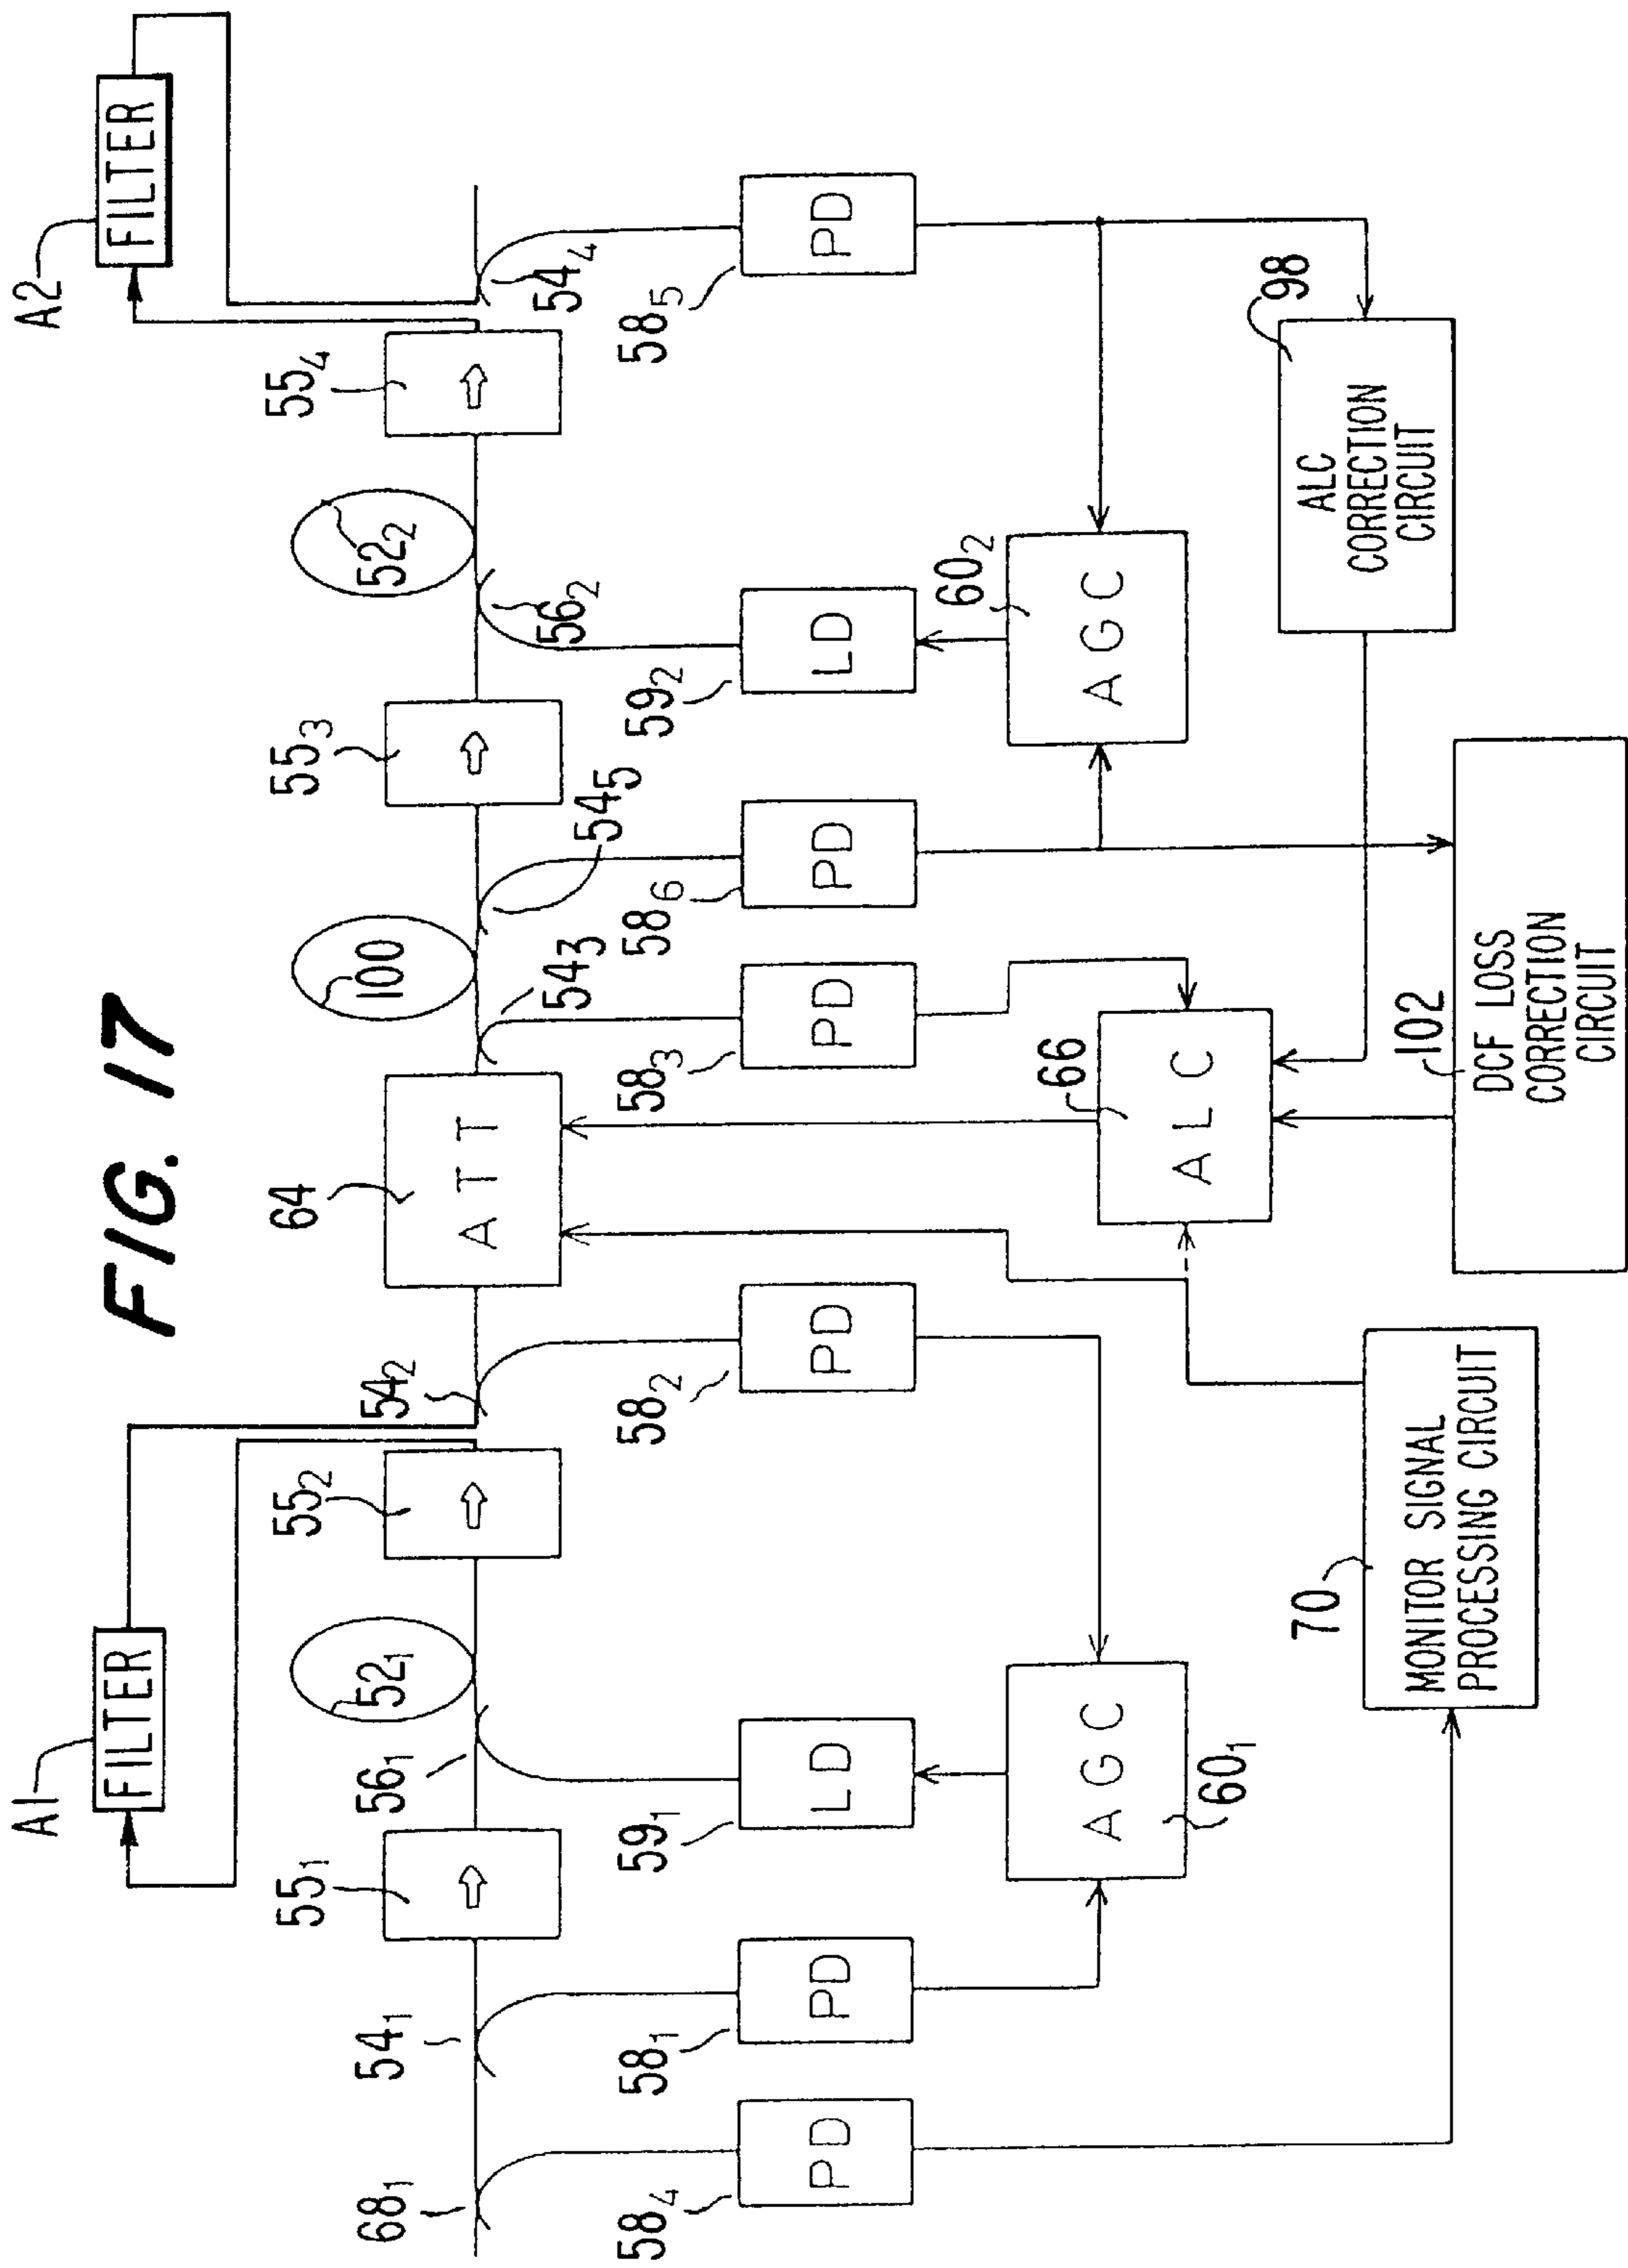 FIG. 17
A1
FILTER
A2
FILTER
68₁
54₁
55₁
56₁
52₁
55₂
54₂
64
ATT
54₃
100
54₅
55₃
56₂
52₂
55₄
54₄
58₄
PD
58₁
PD
59₁
LD
58₂
PD
58₃
PD
58₆
PD
59₂
LD
58₅
PD
AGC
60₁
66
ALC
AGC
60₂
70
MONITOR SIGNAL
PROCESSING CIRCUIT
102
DCF LOSS
CORRECTION
CIRCUIT
98
ALC
CORRECTION
CIRCUIT